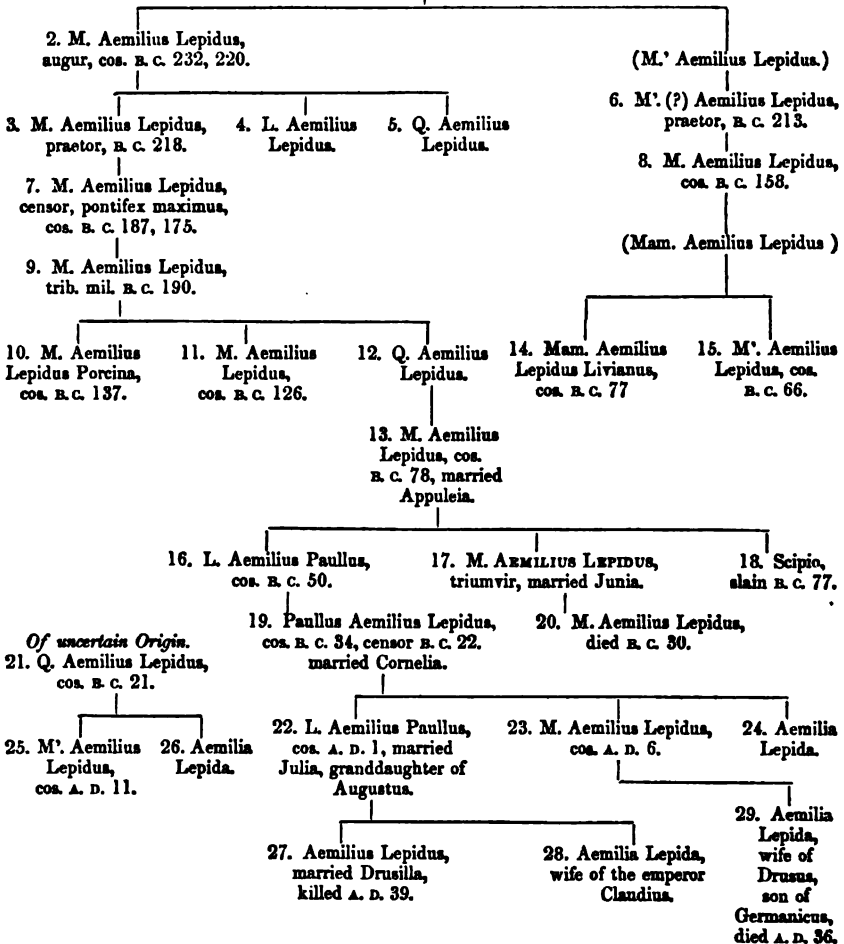 2. M. Aemilius Lepidus,
augur, cos. B. C. 232, 220.
(M.' Aemilius Lepidus.)
3. M. Aemilius Lepidus,
praetor, B. C. 218.
4. L. Aemilius
Lepidus.
5. Q. Aemilius
Lepidus.
6. M'. (?) Aemilius Lepidus,
praetor, B. C. 213.
7. M. Aemilius Lepidus,
censor, pontifex maximus,
cos. B. C. 187, 175.
8. M. Aemilius Lepidus,
cos. B. C. 158.
9. M. Aemilius Lepidus,
trib. mil. B. C. 190.
(Mam. Aemilius Lepidus )
10. M. Aemilius
Lepidus Porcina,
cos. B. C. 137.
11. M. Aemilius
Lepidus,
cos. B. C. 126.
12. Q. Aemilius
Lepidus.
14. Mam. Aemilius
Lepidus Livianus,
cos. B. C. 77
15. M'. Aemilius
Lepidus, cos.
B. C. 66.
13. M. Aemilius
Lepidus, cos.
B. C. 78, married
Appuleia.
16. L. Aemilius Paullus,
cos. B. C. 50.
17. M. AEMILIUS LEPIDUS,
triumvir, married Junia.
18. Scipio,
slain B. C. 77.
19. Paullus Aemilius Lepidus,
cos. B. C. 34, censor B. C. 22.
married Cornelia.
20. M. Aemilius Lepidus,
died B. C. 30.
Of uncertain Origin.
21. Q. Aemilius Lepidus,
cos. B. C. 21.
22. L. Aemilius Paullus,
cos. A. D. 1, married
Julia, granddaughter of
Augustus.
23. M. Aemilius Lepidus,
cos. A. D. 6.
24. Aemilia
Lepida.
25. M'. Aemilius
Lepidus,
cos. A. D. 11.
26. Aemilia
Lepida.
27. Aemilius Lepidus,
married Drusilla,
killed A. D. 39.
28. Aemilia Lepida,
wife of the emperor
Claudius.
29. Aemilia
Lepida,
wife of
Drusus,
son of
Germanicus,
died A. D. 36.